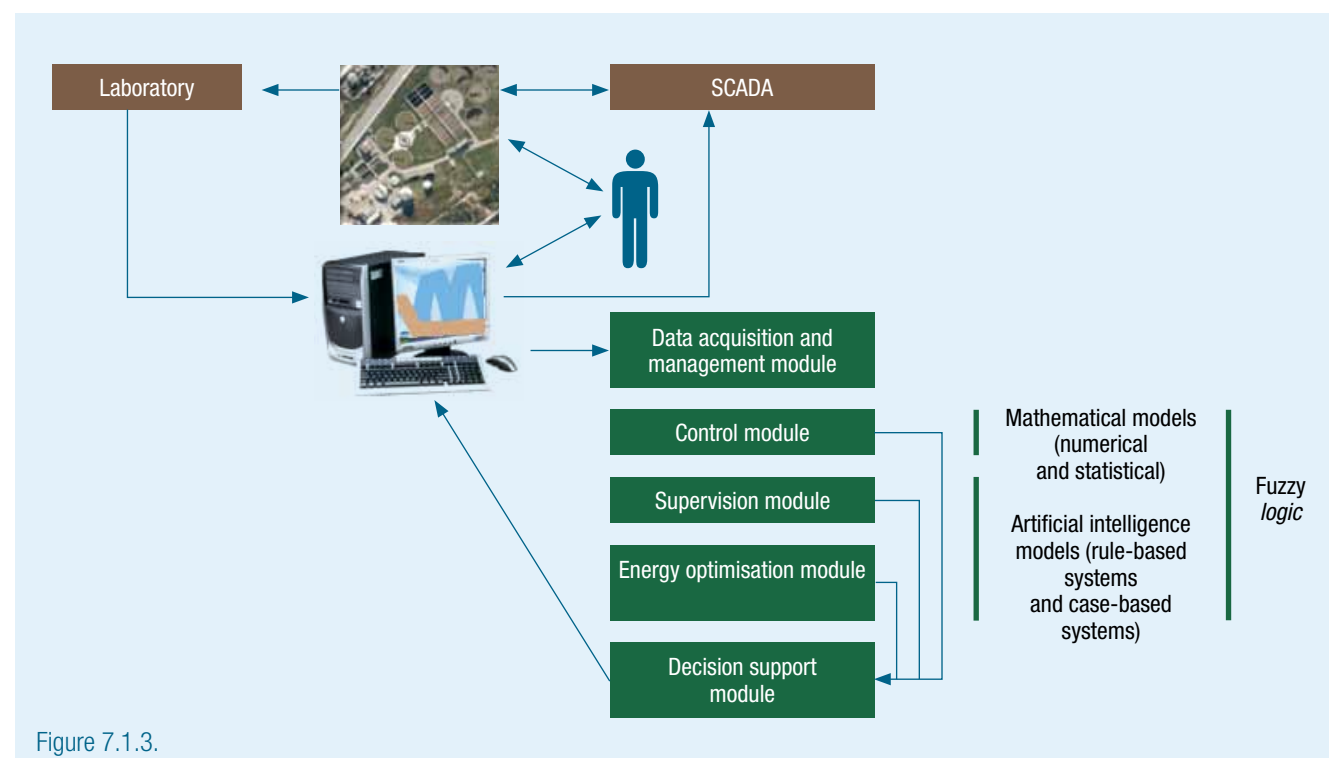 Laboratory
SCADA
Data acquisition and
management module
Control module
Supervision module
Energy optimisation module
Decision support
module
Mathematical models
(numerical
and statistical)
Artificial intelligence
models (rule-based
systems
and case-based
systems)
Fuzzy
logic
Figure 7.1.3.